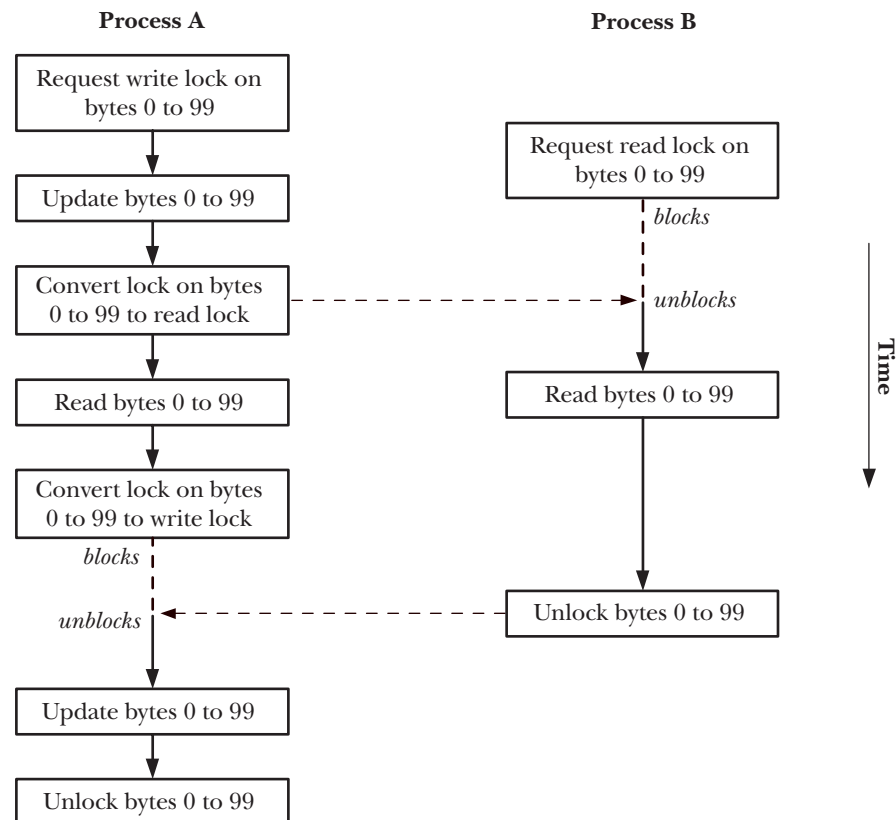 Process A
Process B
Request write lock on
bytes 0 to 99
Request read lock on
bytes 0 to 99
Update bytes 0 to 99
blocks
Convert lock on bytes
0 to 99 to read lock
unblocks
Time
Read bytes 0 to 99
Read bytes 0 to 99
Convert lock on bytes
0 to 99 to write lock
blocks
Unlock bytes 0 to 99
unblocks
Update bytes 0 to 99
Unlock bytes 0 to 99